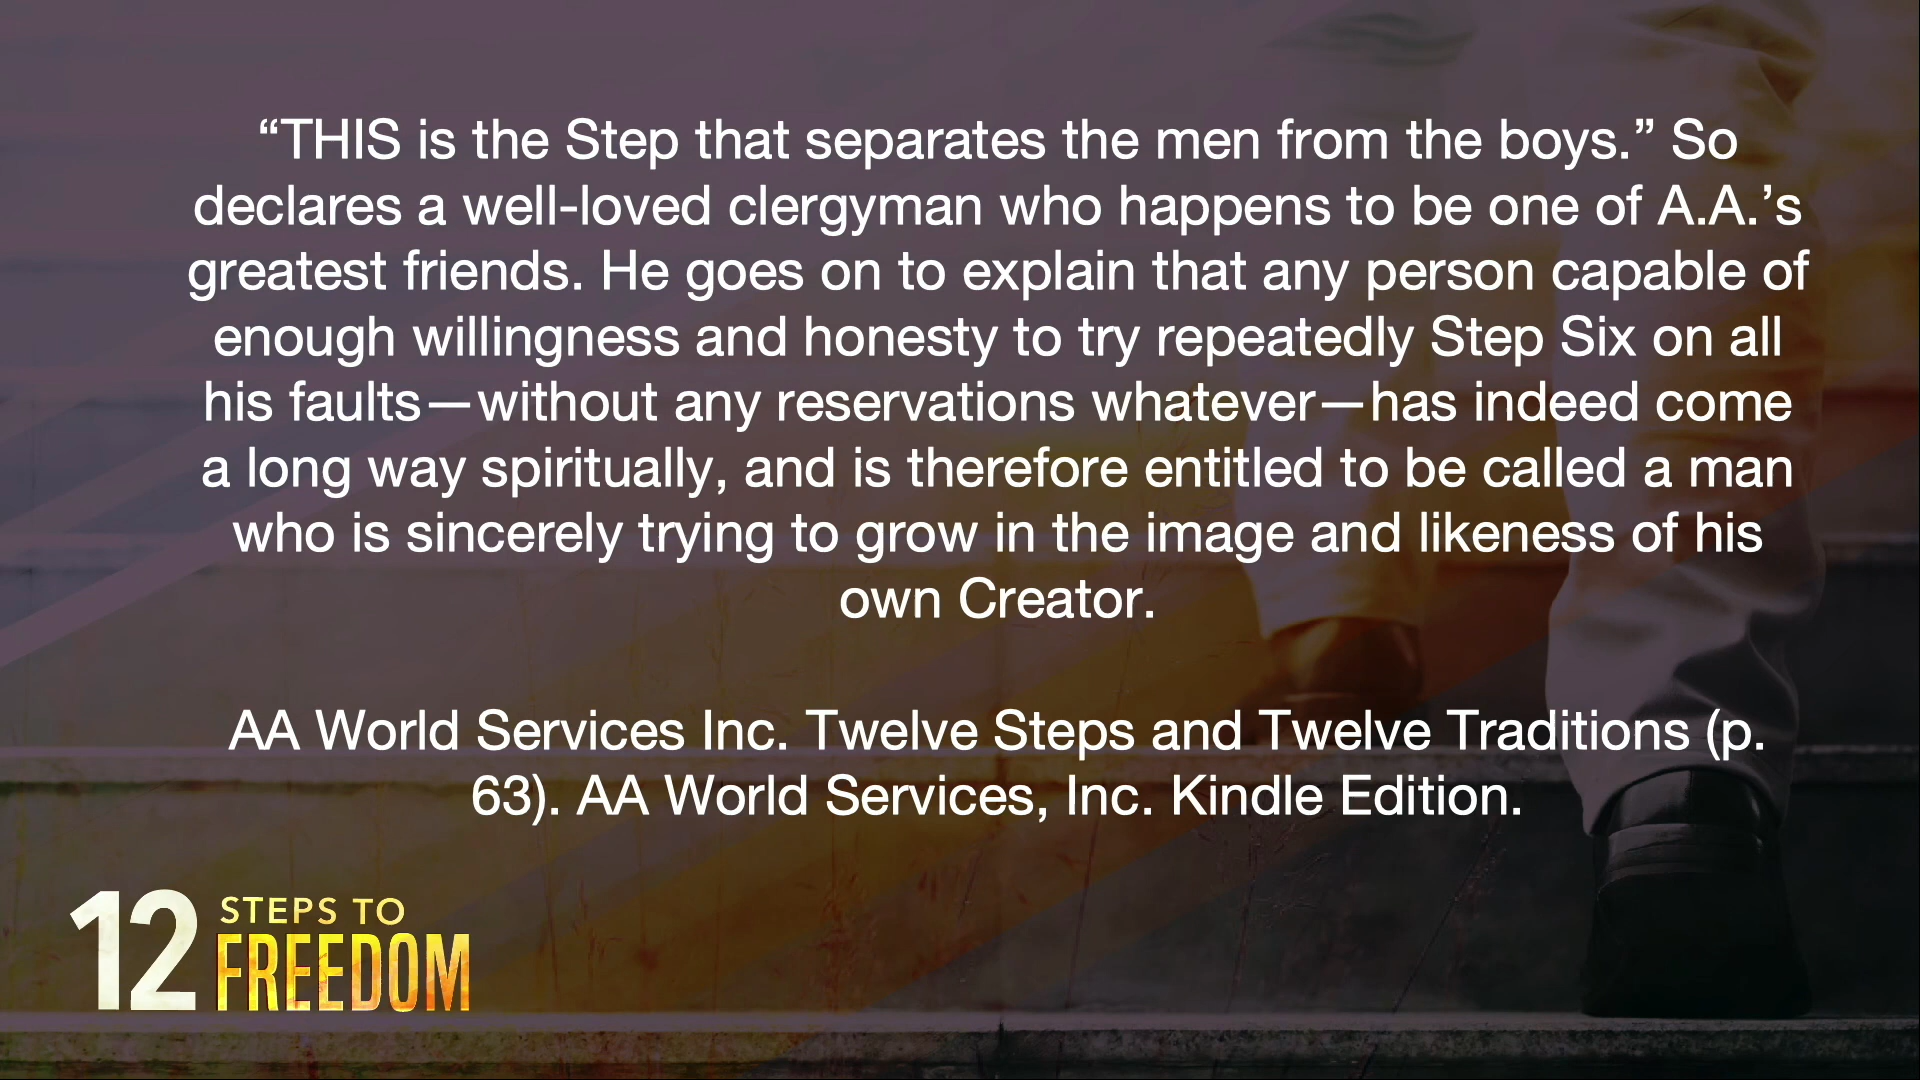 “THIS is the Step that separates the men from the boys.” So
declares a well-loved clergyman who happens to be one of A.A.’s
greatest friends. He goes on to explain that any person capable of
enough willingness and honesty to try repeatedly Step Six on all
his faults—without any reservations whatever—has indeed come
a long way spiritually, and is therefore entitled to be called a man
who is sincerely trying to grow in the image and likeness of his
own Creator.
AA World Services Inc. Twelve Steps and Twelve Traditions (p.
63). AA World Services, Inc. Kindle Edition.
12 STEPS TO
FREEDOM